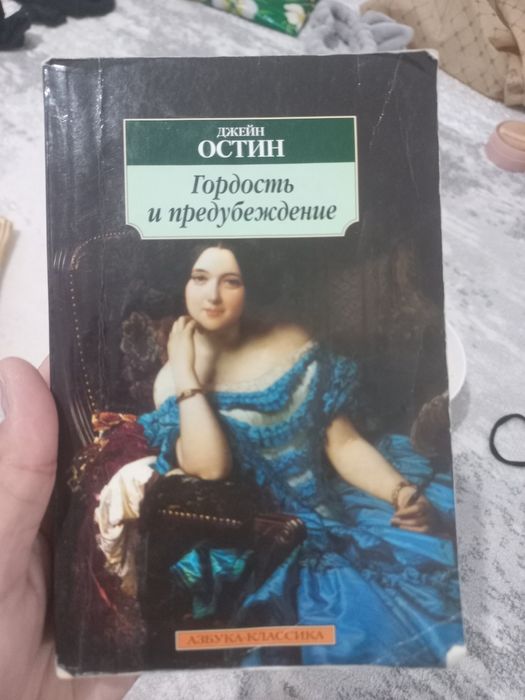 ДЖЕЙН
ОСТИН
Гордость
и предубеждение
АЗБУКА-КЛАССИКА